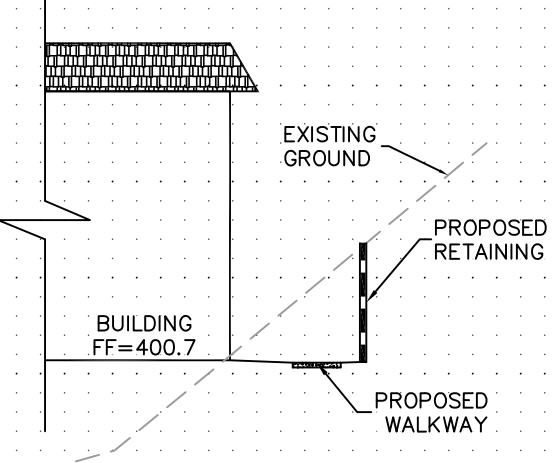 EXISTING
GROUND
PROPOSED
RETAINING
BUILDING
FF=400.7
PROPOSED
WALKWAY